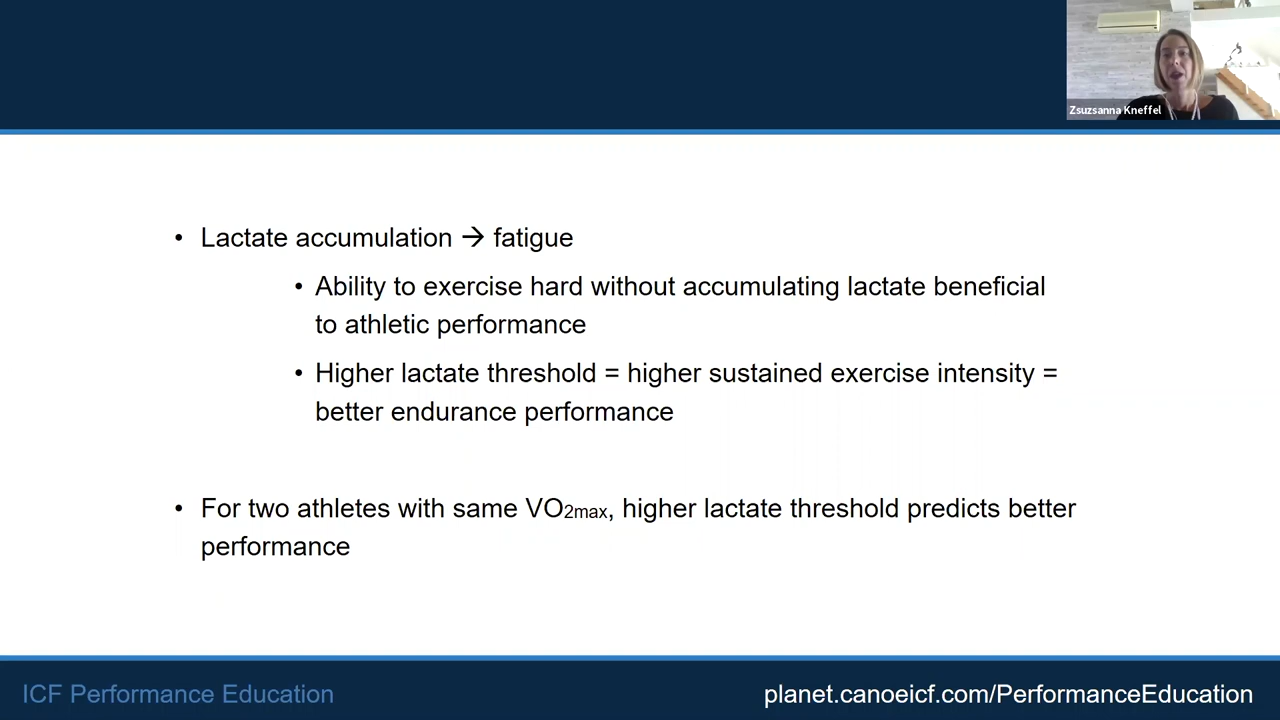 Zsuzsanna Kneffel
• Lactate accumulation → fatigue
• Ability to exercise hard without accumulating lactate beneficial
to athletic performance
• Higher lactate threshold = higher sustained exercise intensity =
better endurance performance
• For two athletes with same VO2max, higher lactate threshold predicts better
performance
ICF Performance Education
planet.canoeicf.com/PerformanceEducation